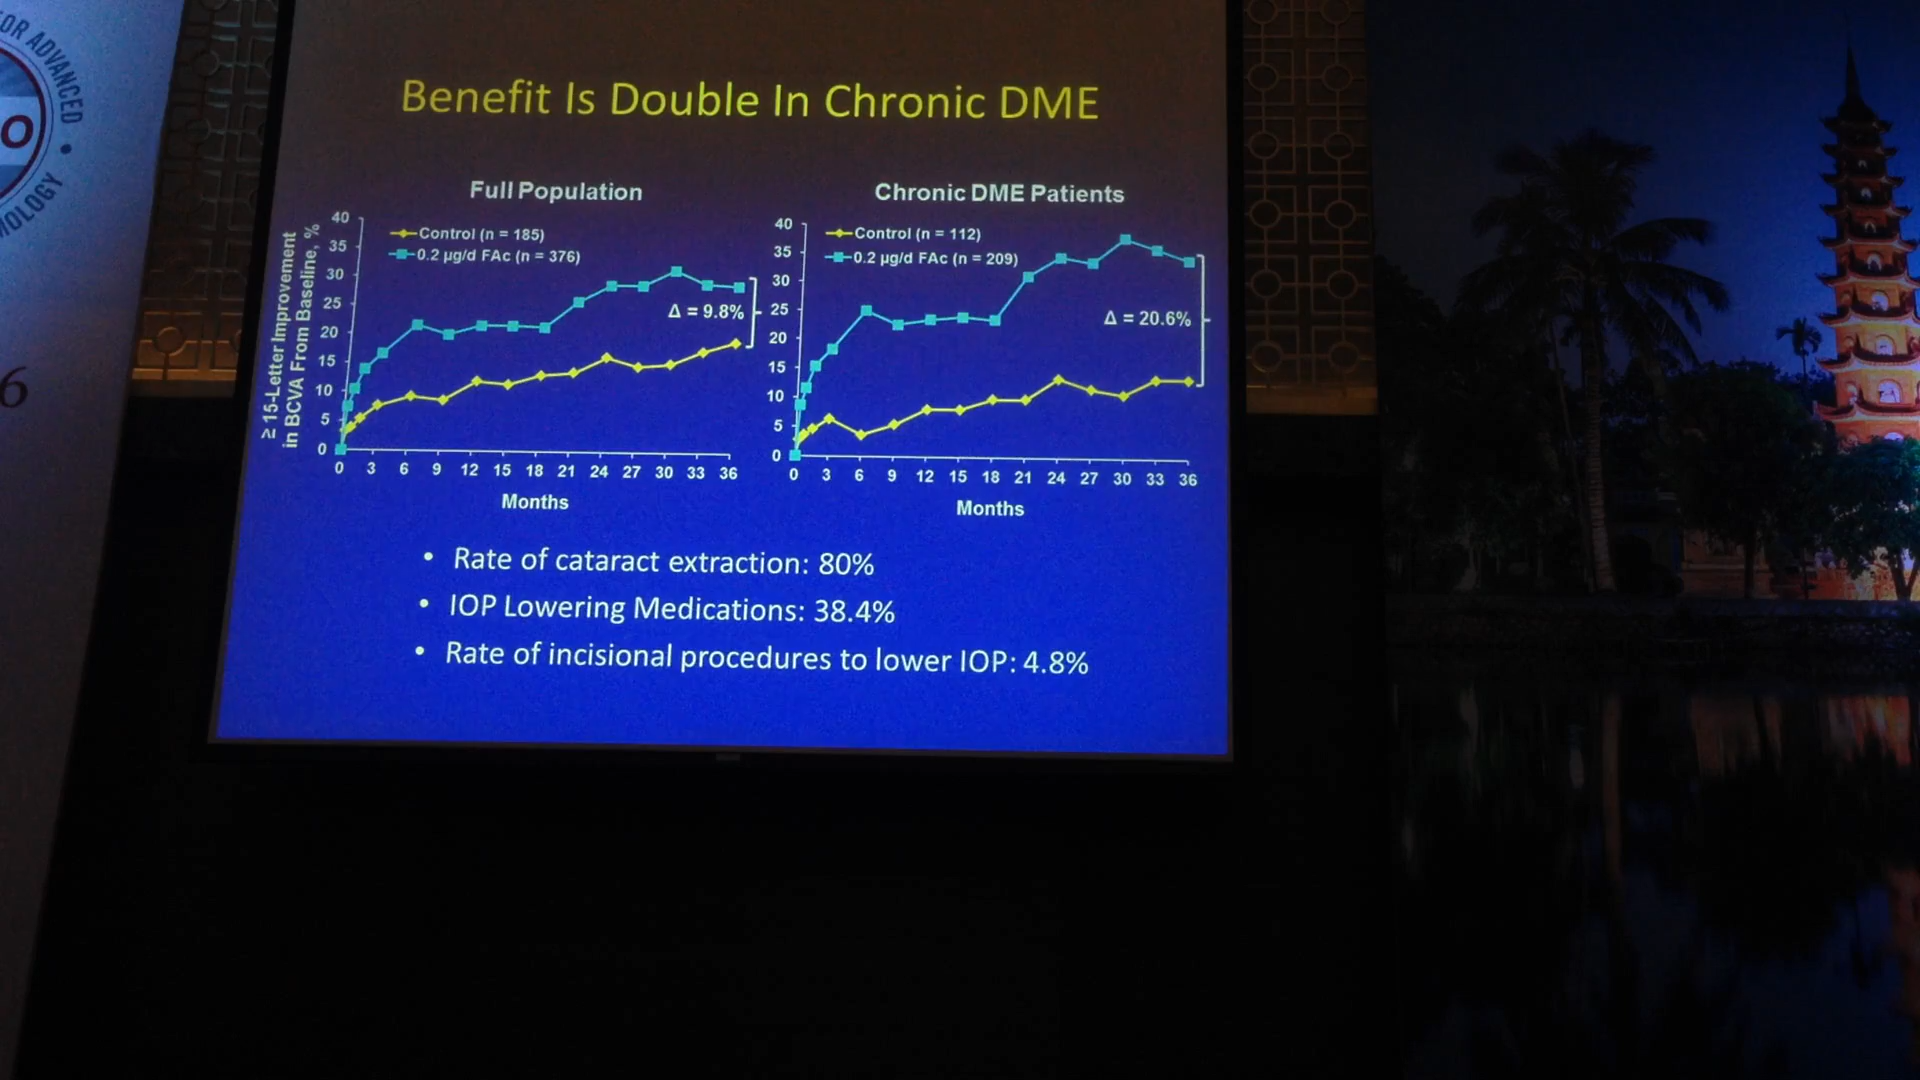 OR ADVANCED
O
MOLOGY
6
Benefit Is Double In Chronic DME
Full Population
≥ 15-Letter Improvement
in BCVA From Baseline, %
40
35
30
25
20
15
10
5
0
Control (n = 185)
0.2 µg/d FAc (n = 376)
Δ = 9.8%
0 3 6 9 12 15 18 21 24 27 30 33 36
Months
Chronic DME Patients
40
35
30
25
20
15
10
5
0
Control (n = 112)
0.2 µg/d FAc (n = 209)
Δ = 20.6%
0 3 6 9 12 15 18 21 24 27 30 33 36
Months
• Rate of cataract extraction: 80%
• IOP Lowering Medications: 38.4%
• Rate of incisional procedures to lower IOP: 4.8%